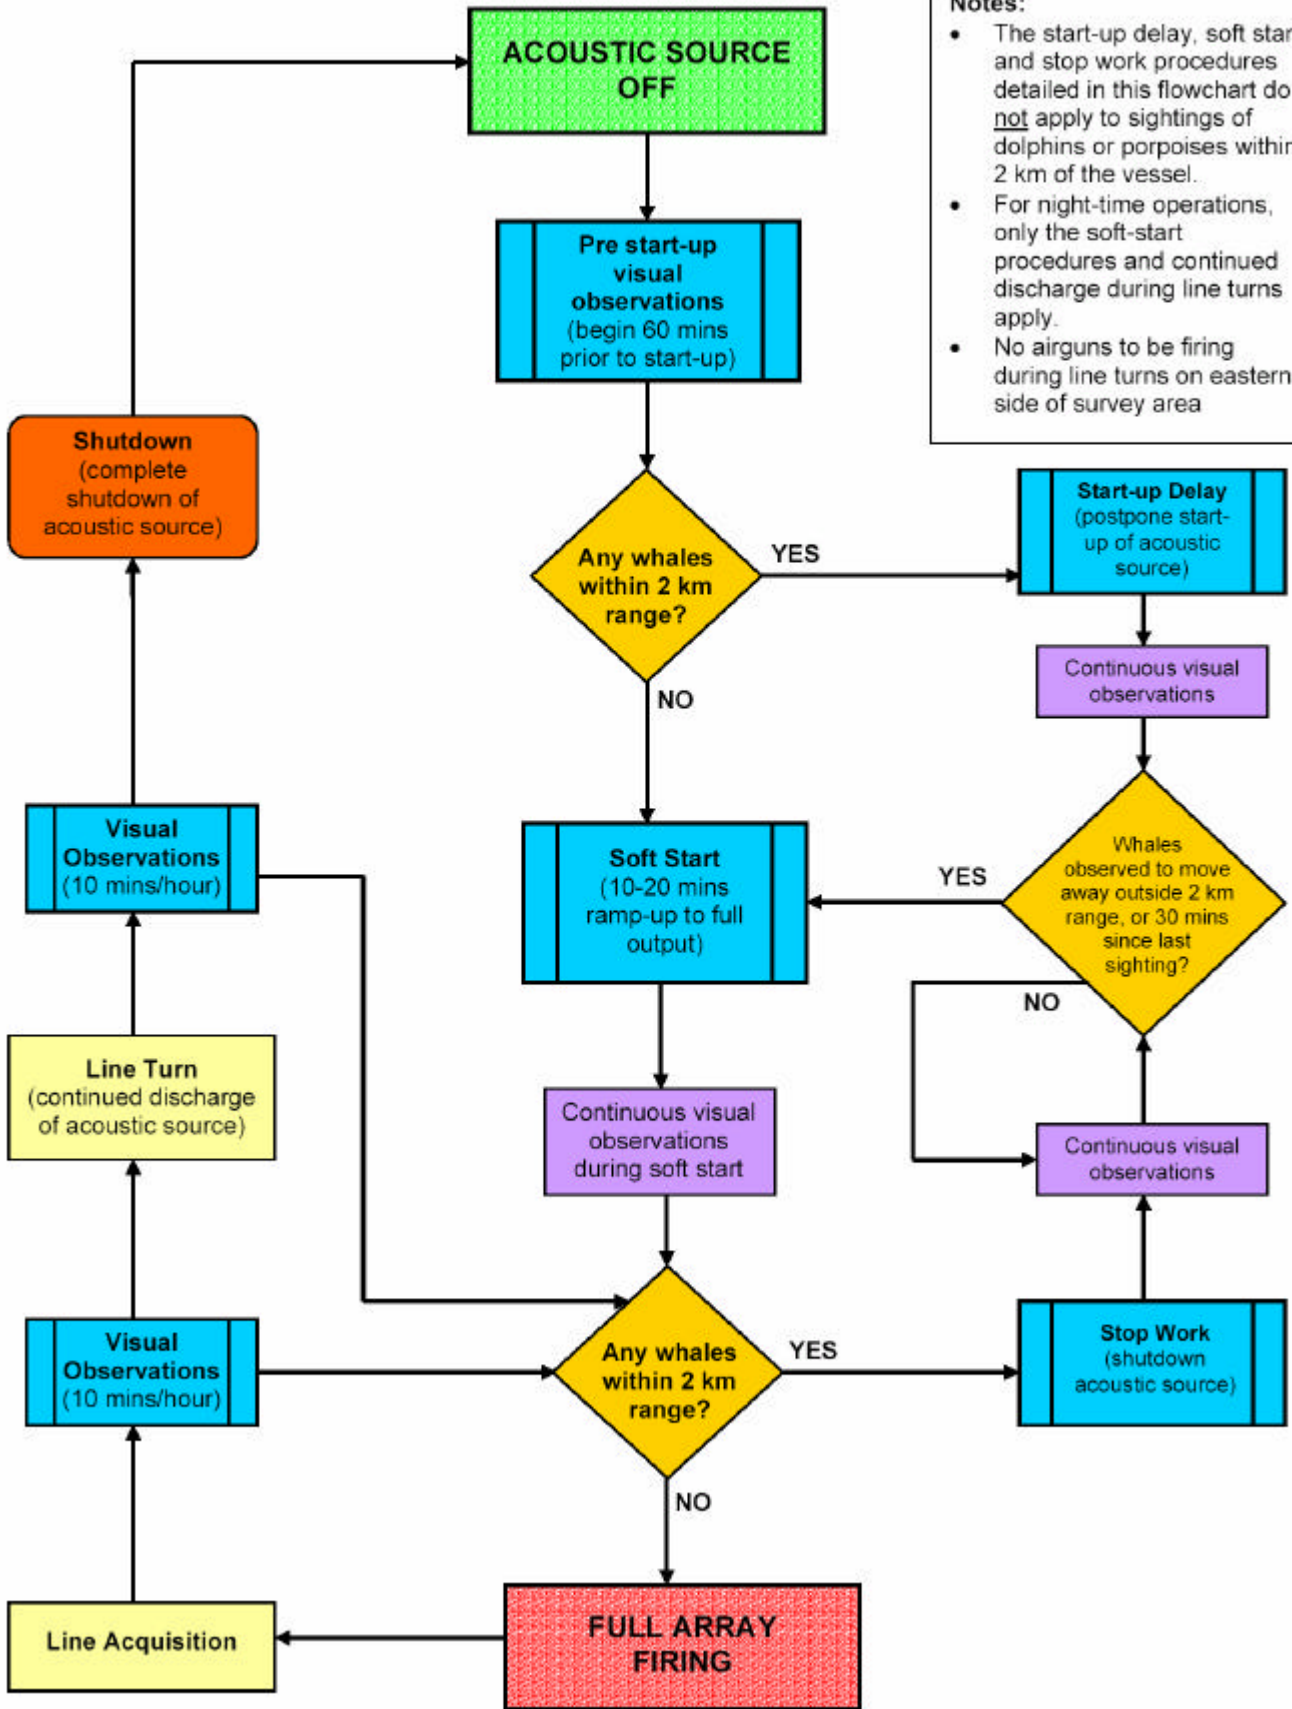 ACOUSTIC SOURCE
OFF
Notes:
• The start-up delay, soft star
and stop work procedures
detailed in this flowchart do
not apply to sightings of
dolphins or porpoises within
2 km of the vessel.
• For night-time operations,
only the soft-start
procedures and continued
discharge during line turns
apply.
• No airguns to be firing
during line turns on eastern
side of survey area
Pre start-up
visual
observations
(begin 60 mins
prior to start-up)
Shutdown
(complete
shutdown of
acoustic source)
Any whales
within 2 km
range?
YES
NO
Start-up Delay
(postpone start-
up of acoustic
source)
Continuous visual
observations
Whales
observed to move
away outside 2 km
range, or 30 mins
since last
sighting?
YES
NO
Visual
Observations
(10 mins/hour)
Soft Start
(10-20 mins
ramp-up to full
output)
Line Turn
(continued discharge
of acoustic source)
Continuous visual
observations
during soft start
Continuous visual
observations
Visual
Observations
(10 mins/hour)
Any whales
within 2 km
range?
YES
NO
Stop Work
(shutdown
acoustic source)
Line Acquisition
FULL ARRAY
FIRING